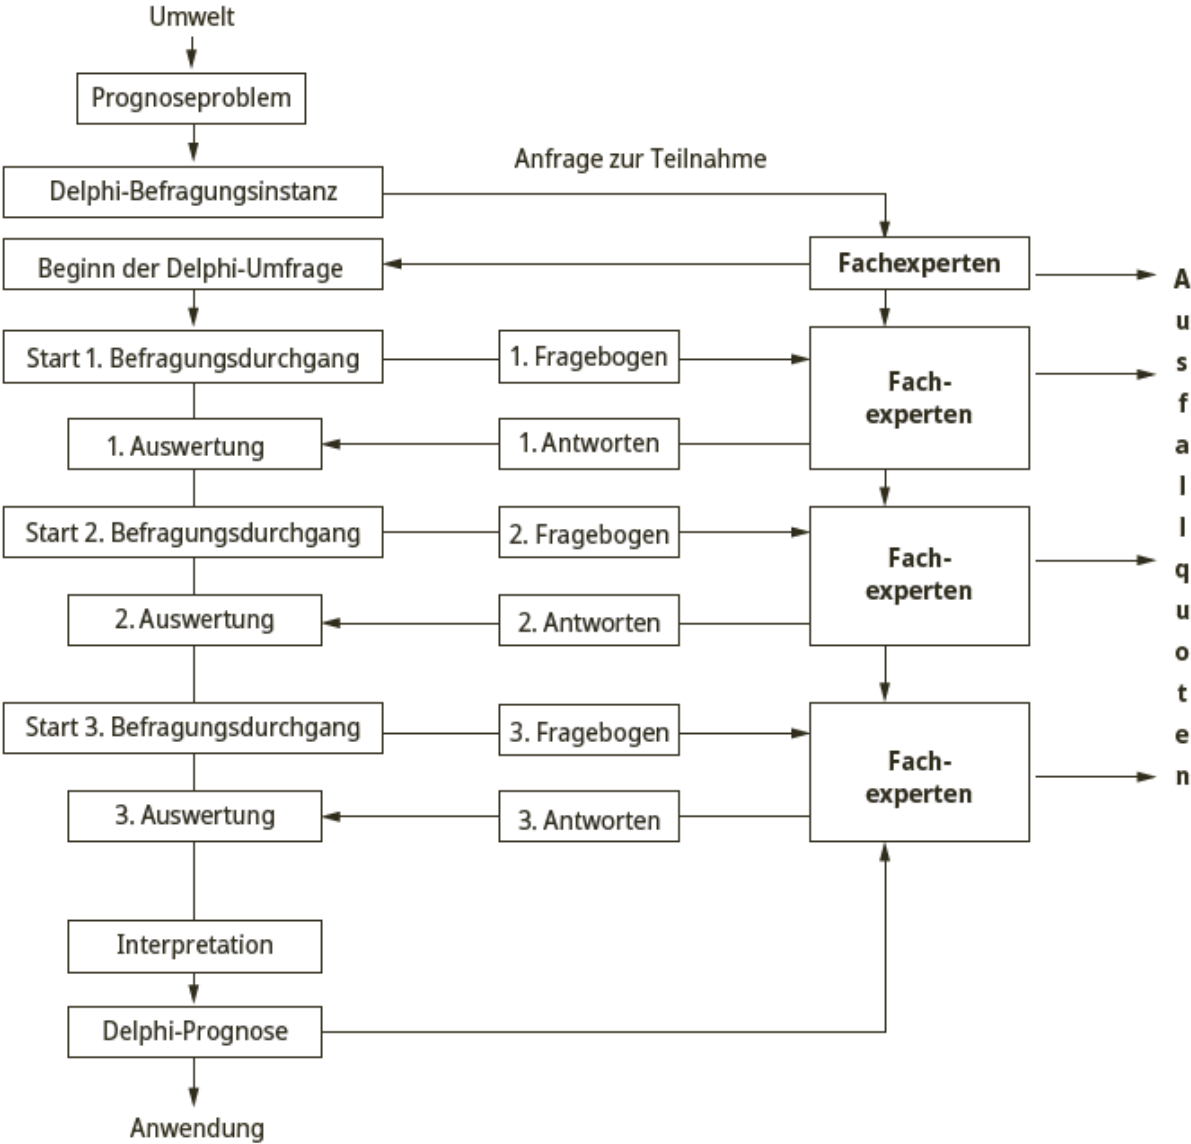 Umwelt
Prognoseproblem
Anfrage zur Teilnahme
Delphi-Befragungsinstanz
Beginn der Delphi-Umfrage
Fachexperten
Start 1. Befragungsdurchgang
1. Fragebogen
Fach-
experten
1. Auswertung
1. Antworten
Start 2. Befragungsdurchgang
2. Fragebogen
Fach-
experten
2. Auswertung
2. Antworten
Start 3. Befragungsdurchgang
3. Fragebogen
Fach-
experten
3. Auswertung
3. Antworten
Interpretation
Delphi-Prognose
Anwendung
Ausfallquoten